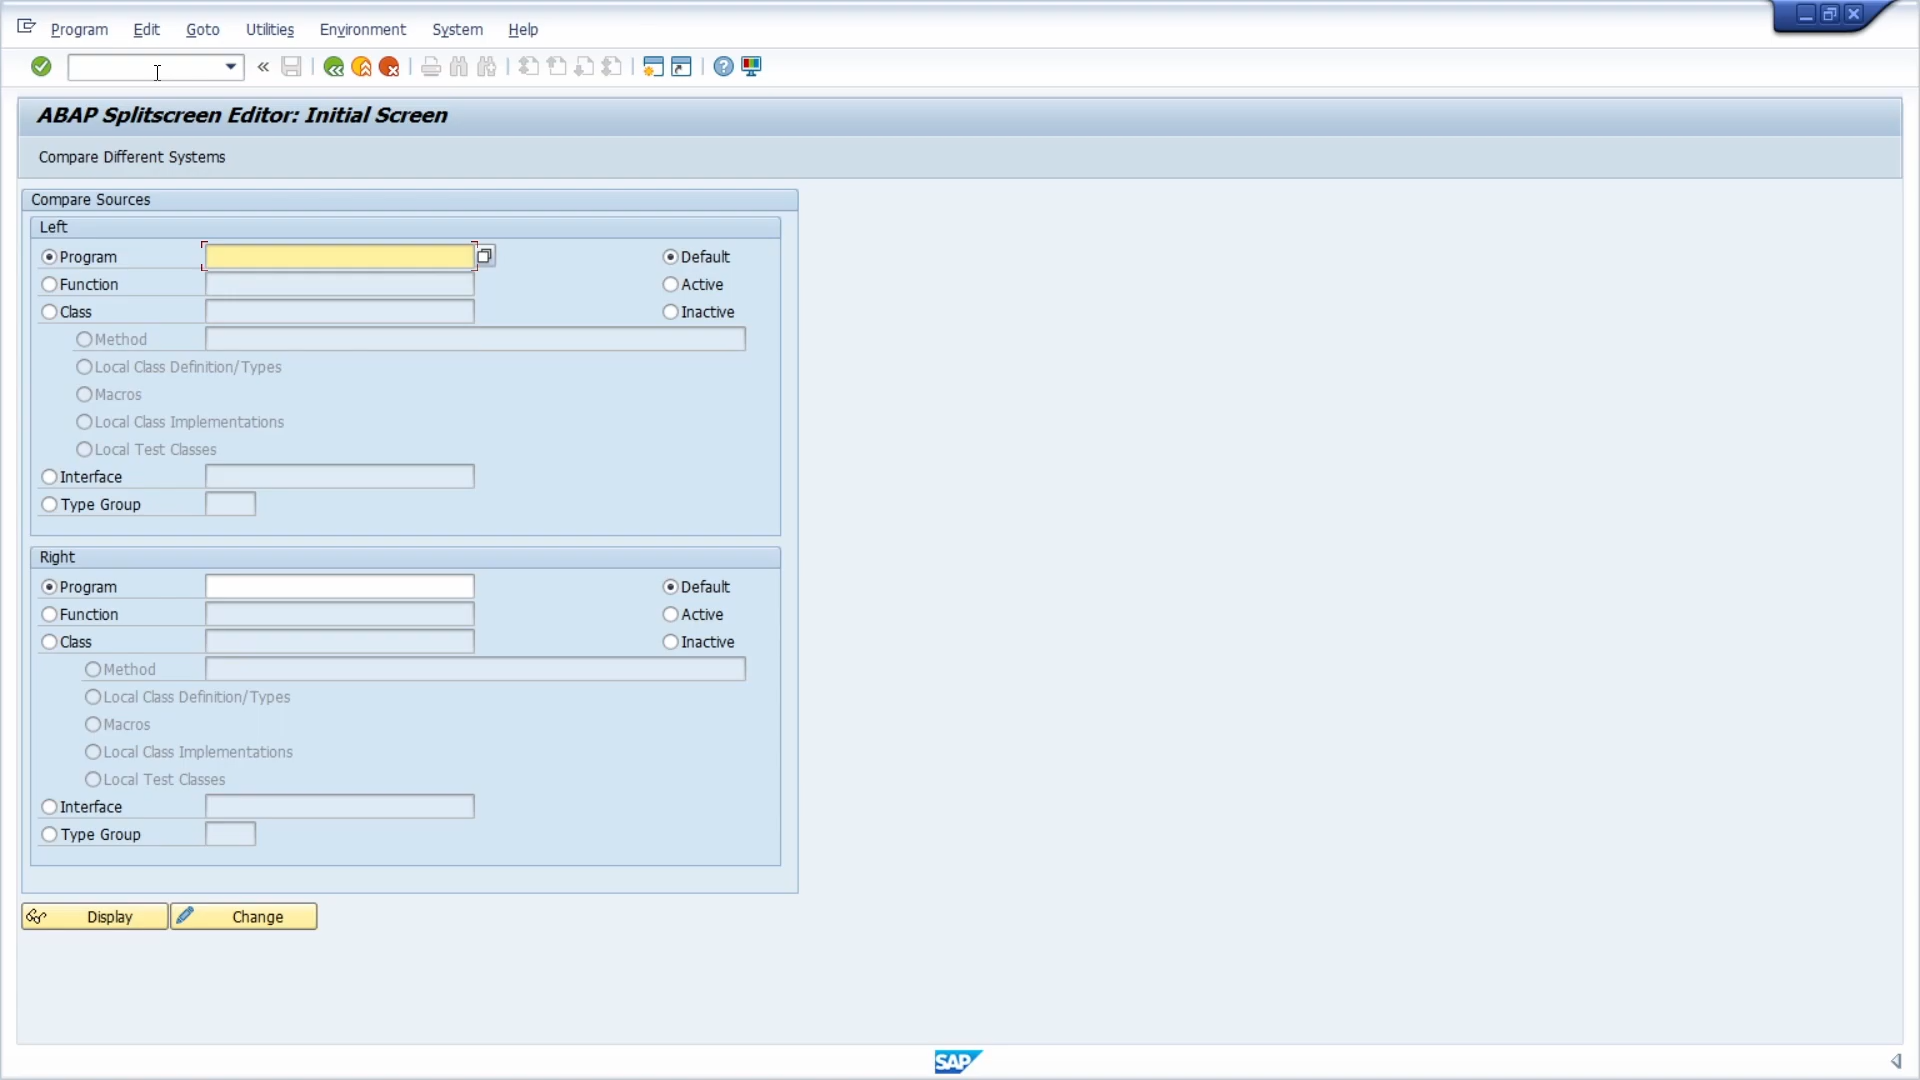 Program Edit Goto Utilities Environment System Help
ABAP Splitscreen Editor: Initial Screen
Compare Different Systems
Compare Sources
Left
Program Default
Function Active
Class Inactive
Method
Local Class Definition/Types
Macros
Local Class Implementations
Local Test Classes
Interface
Type Group
Right
Program Default
Function Active
Class Inactive
Method
Local Class Definition/Types
Macros
Local Class Implementations
Local Test Classes
Interface
Type Group
Display Change
SAP